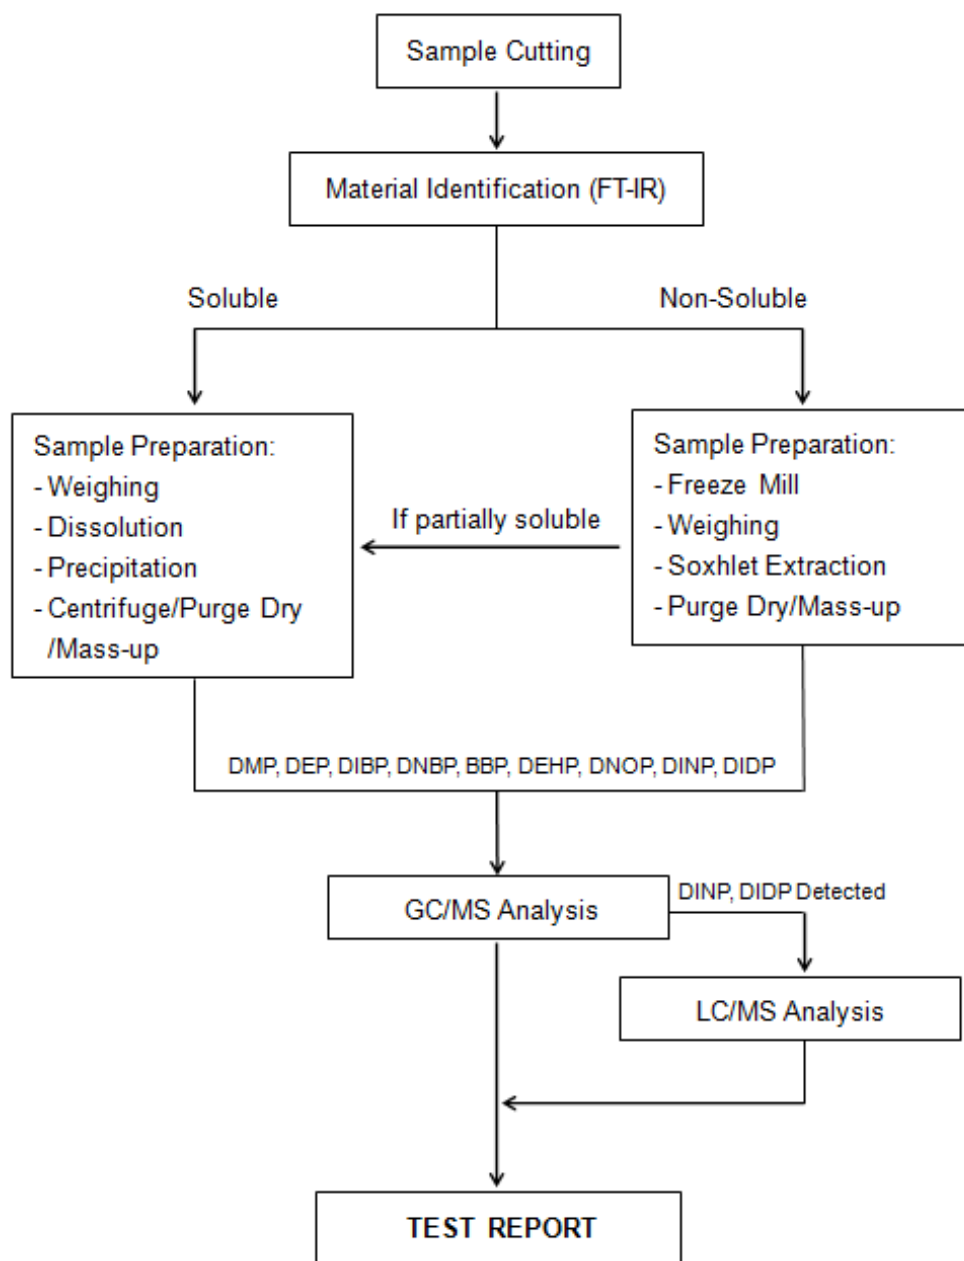 Sample Cutting
Material Identification (FT-IR)
Soluble
Non-Soluble
Sample Preparation:
- Weighing
- Dissolution
- Precipitation
- Centrifuge/Purge Dry
/Mass-up
If partially soluble
Sample Preparation:
- Freeze Mill
- Weighing
- Soxhlet Extraction
- Purge Dry/Mass-up
DMP, DEP, DIBP, DNBP, BBP, DEHP, DNOP, DINP, DIDP
GC/MS Analysis
DINP, DIDP Detected
LC/MS Analysis
TEST REPORT